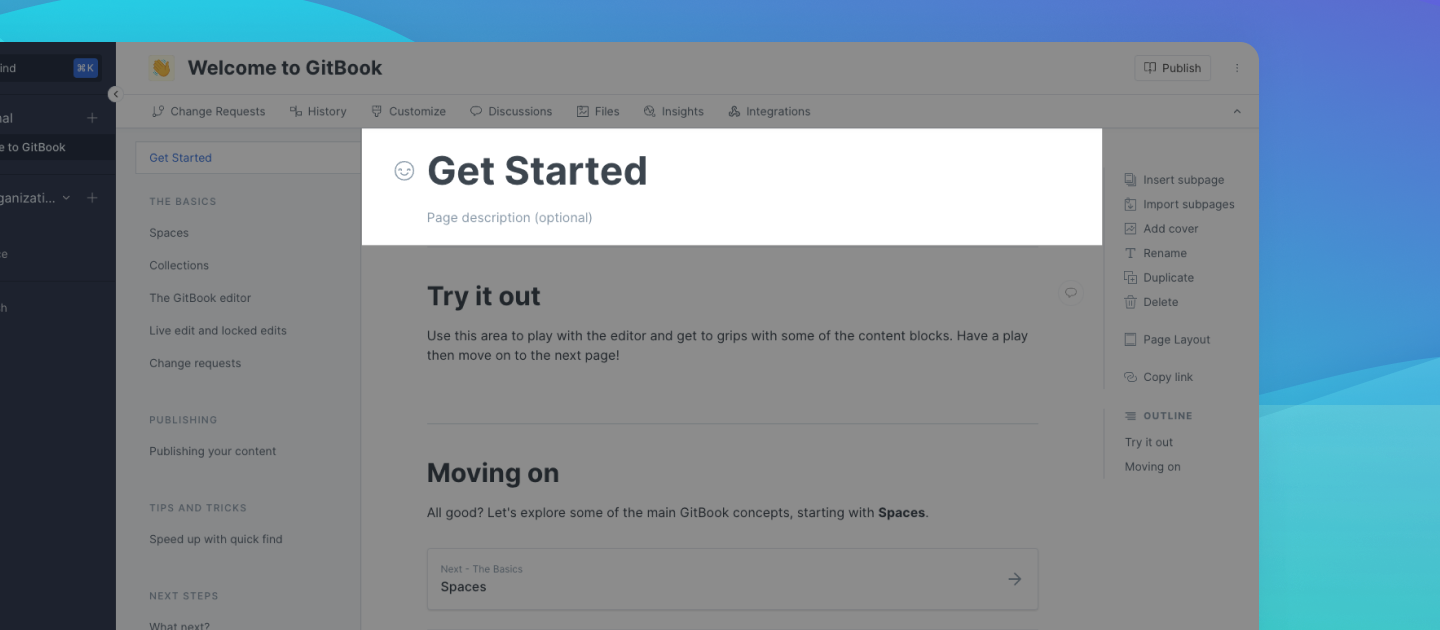 ind
⌘K
nal
e to GitBook
ganizati...
ce
h
Welcome to GitBook
Publish
Change Requests
History
Customize
Discussions
Files
Insights
Integrations
Get Started
THE BASICS
Spaces
Collections
The GitBook editor
Live edit and locked edits
Change requests
PUBLISHING
Publishing your content
TIPS AND TRICKS
Speed up with quick find
NEXT STEPS
What next?
Get Started
Page description (optional)
Try it out
Use this area to play with the editor and get to grips with some of the content blocks. Have a play
then move on to the next page!
Moving on
All good? Let's explore some of the main GitBook concepts, starting with Spaces.
Next - The Basics
Spaces
Insert subpage
Import subpages
Add cover
Rename
Duplicate
Delete
Page Layout
Copy link
OUTLINE
Try it out
Moving on